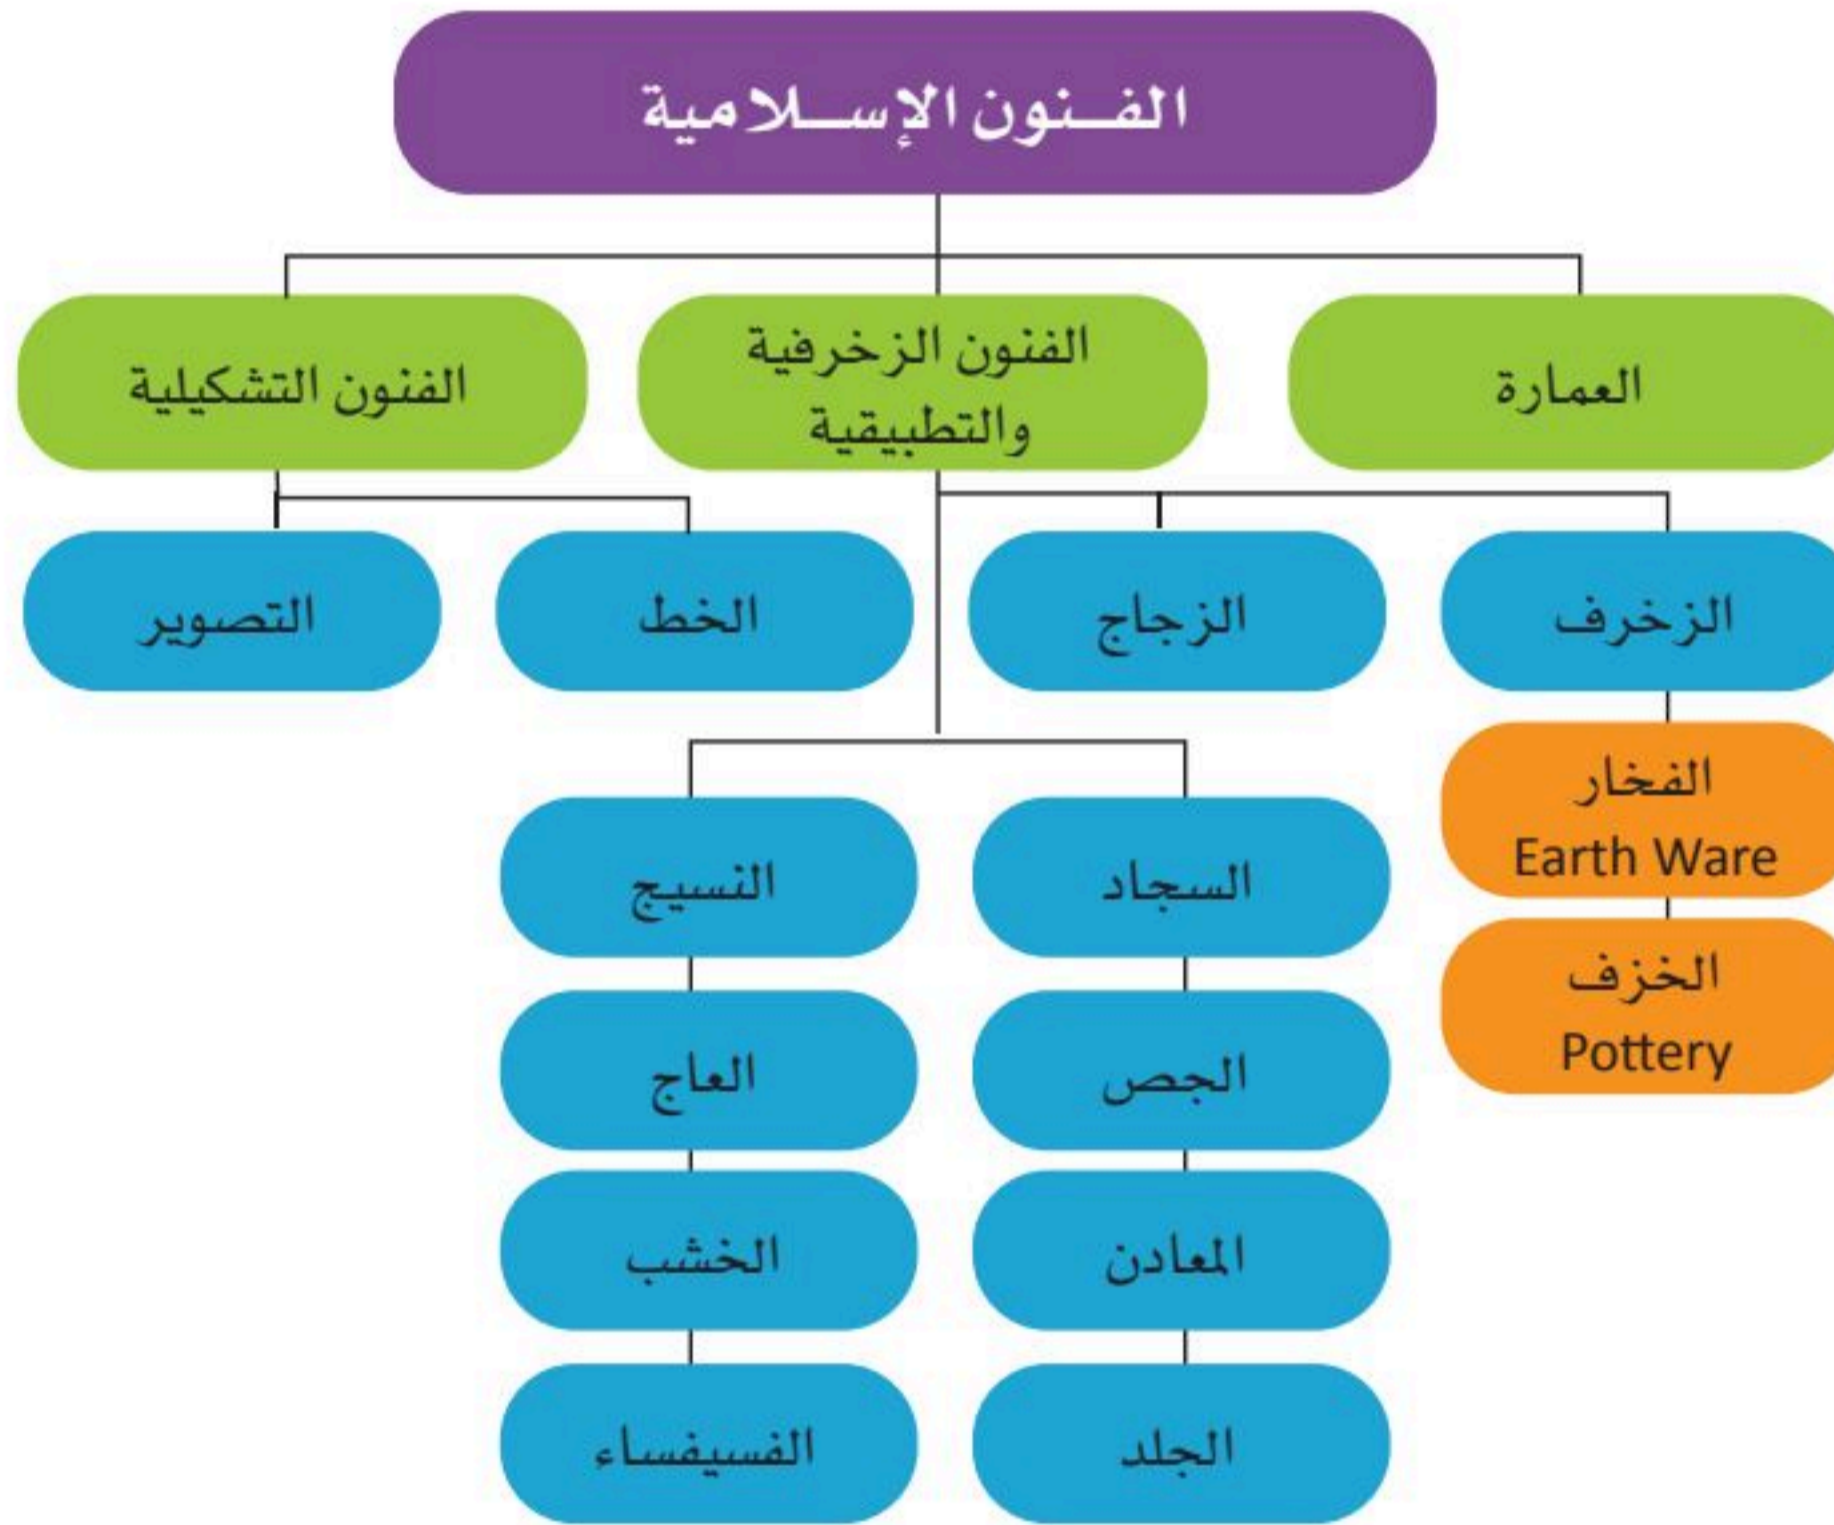 الفنون الإسلامية
العمارة
الفنون الزخرفية
والتطبيقية
الفنون التشكيلية
الزخرف
الزجاج
الخط
التصوير
الفخار
Earth Ware
الخزف
Pottery
السجاد
النسيج
الجص
العاج
المعادن
الخشب
الجلد
الفسيفساء